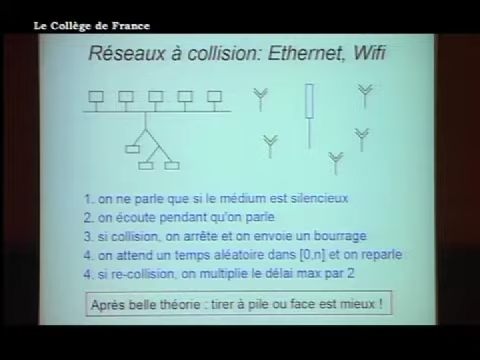 Le Collège de France
Réseaux à collision: Ethernet, Wifi
1. on ne parle que si le médium est silencieux
2. on écoute pendant qu'on parle
3. si collision, on arrête et on envoie un bourrage
4. on attend un temps aléatoire dans [0.n] et on reparle
4. si re-collision, on multiplie le délai max par 2
Après belle théorie : tirer à pile ou face est mieux !